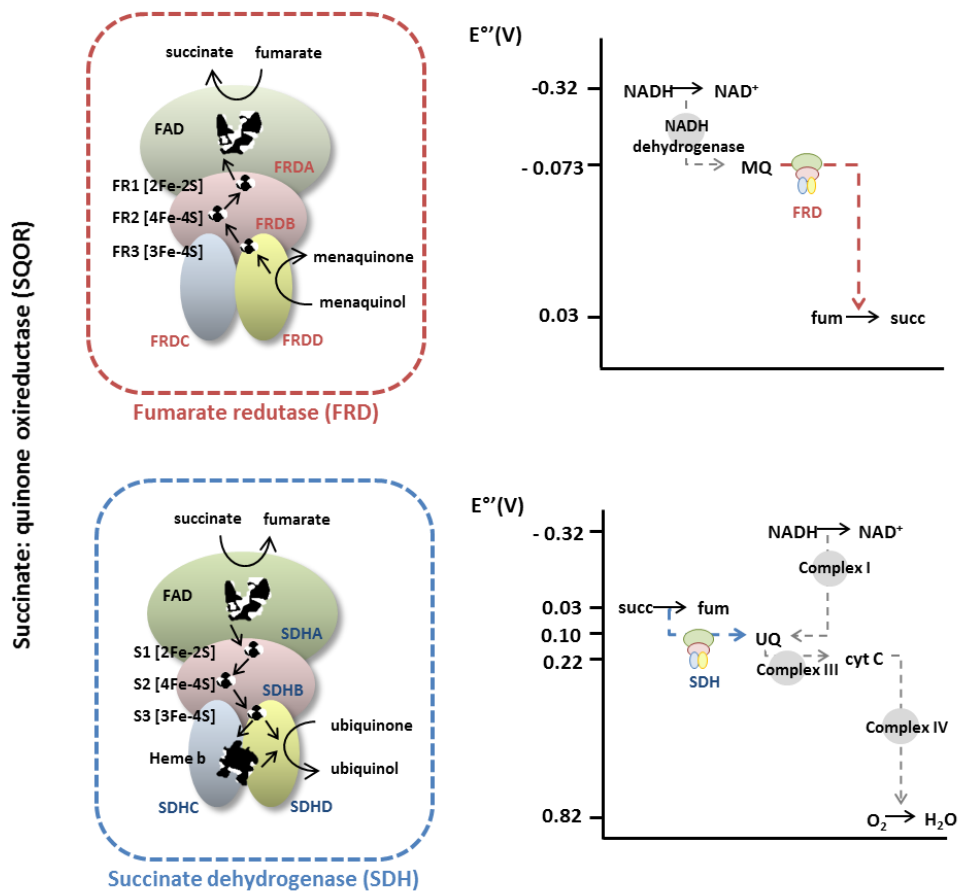 Succinate: quinone oxireductase (SQOR)
succinate fumarate
FAD
FRDA
FR1 [2Fe-2S]
FR2 [4Fe-4S]
FRDB
FR3 [3Fe-4S]
menaquinone
menaquinol
FRDC
FRDD
Fumarate redutase (FRD)
E°’(V)
-0.32
NADH NAD⁺
NADH
dehydrogenase
- 0.073
MQ
FRD
0.03
fum succ
succinate fumarate
FAD
SDHA
S1 [2Fe-2S]
S2 [4Fe-4S]
SDHB
S3 [3Fe-4S]
ubiquinone
Heme b
ubiquinol
SDHC
SDHD
Succinate dehydrogenase (SDH)
E°’(V)
- 0.32
NADH NAD⁺
Complex I
0.03
succ fum
0.10
UQ
0.22
cyt C
SDH
Complex III
Complex IV
0.82
O₂ H₂O